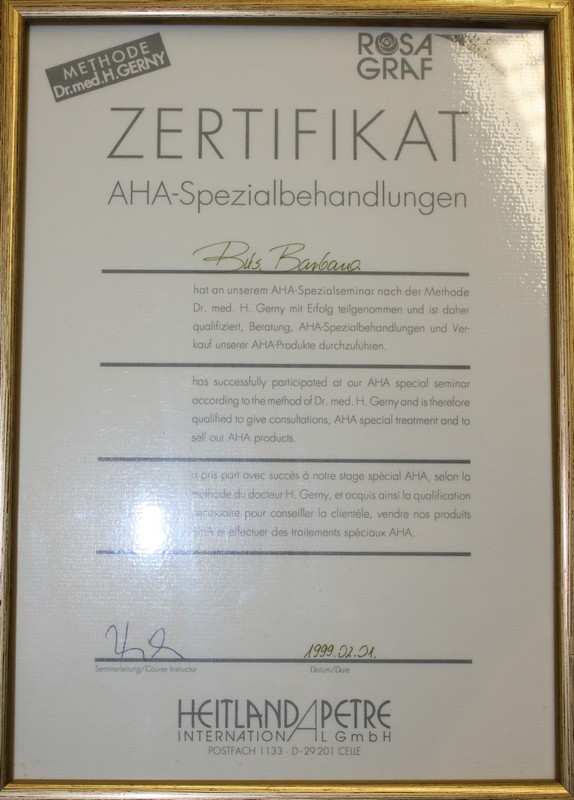 METHODE
Dr.med.H.GERNY
ROSA
GRAF
ZERTIFIKAT
AHA-Spezialbehandlungen
Barbara
hat an unserem AHA-Spezialseminar nach der Methode
Dr. med. H. Gerny mit Erfolg teilgenommen und ist daher
qualifiziert, Beratung, AHA-Spezialbehandlungen und Ver-
kauf unserer AHA-Produkte durchzuführen.
has successfully participated at our AHA special seminar
according to the method of Dr. med. H. Gerny and is therefore
qualified to give consultations, AHA special treatment and to
sell our AHA products.
a pris part avec succès à notre stage spécial AHA, selon la
méthode du docteur H. Gerny, et acquis ainsi la qualification
nécessaire pour conseiller la clientèle, vendre nos produits
et effectuer des traitements spéciaux AHA.
1999.02.01.
Seminarleitung/Course Instructor
Datum/Date
HEITLAND PETRE
INTERNATIONAL GmbH
POSTFACH 1133 · D-29201 CELLE